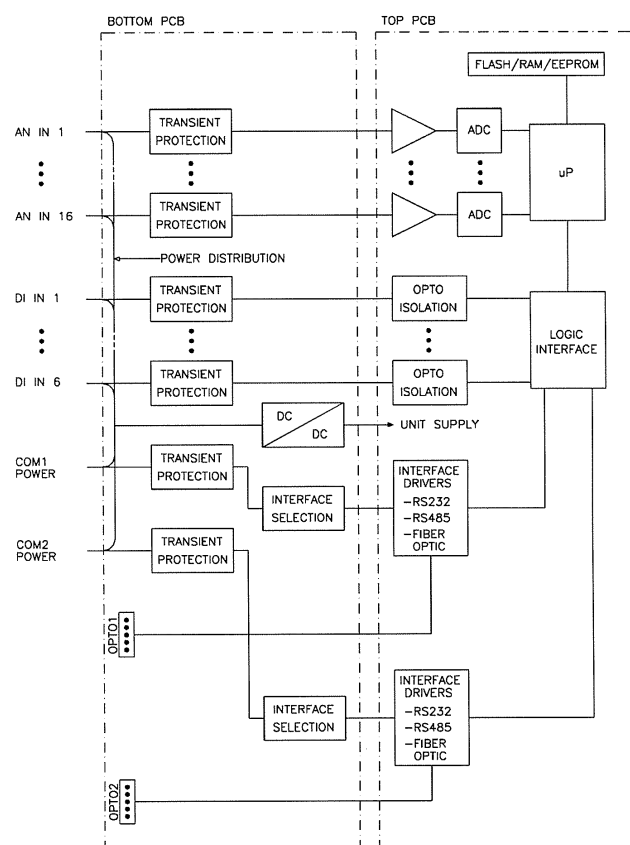 BOTTOM PCB
TOP PCB
FLASH/RAM/EEPROM
AN IN 1
TRANSIENT
PROTECTION
ADC
uP
AN IN 16
TRANSIENT
PROTECTION
ADC
POWER DISTRIBUTION
DI IN 1
TRANSIENT
PROTECTION
OPTO
ISOLATION
LOGIC
INTERFACE
DI IN 6
TRANSIENT
PROTECTION
OPTO
ISOLATION
DC
DC
UNIT SUPPLY
COM1
POWER
TRANSIENT
PROTECTION
INTERFACE
SELECTION
INTERFACE
DRIVERS
-RS232
-RS485
-FIBER
OPTIC
COM2
POWER
TRANSIENT
PROTECTION
OPTO1
INTERFACE
SELECTION
INTERFACE
DRIVERS
-RS232
-RS485
-FIBER
OPTIC
OPTO2